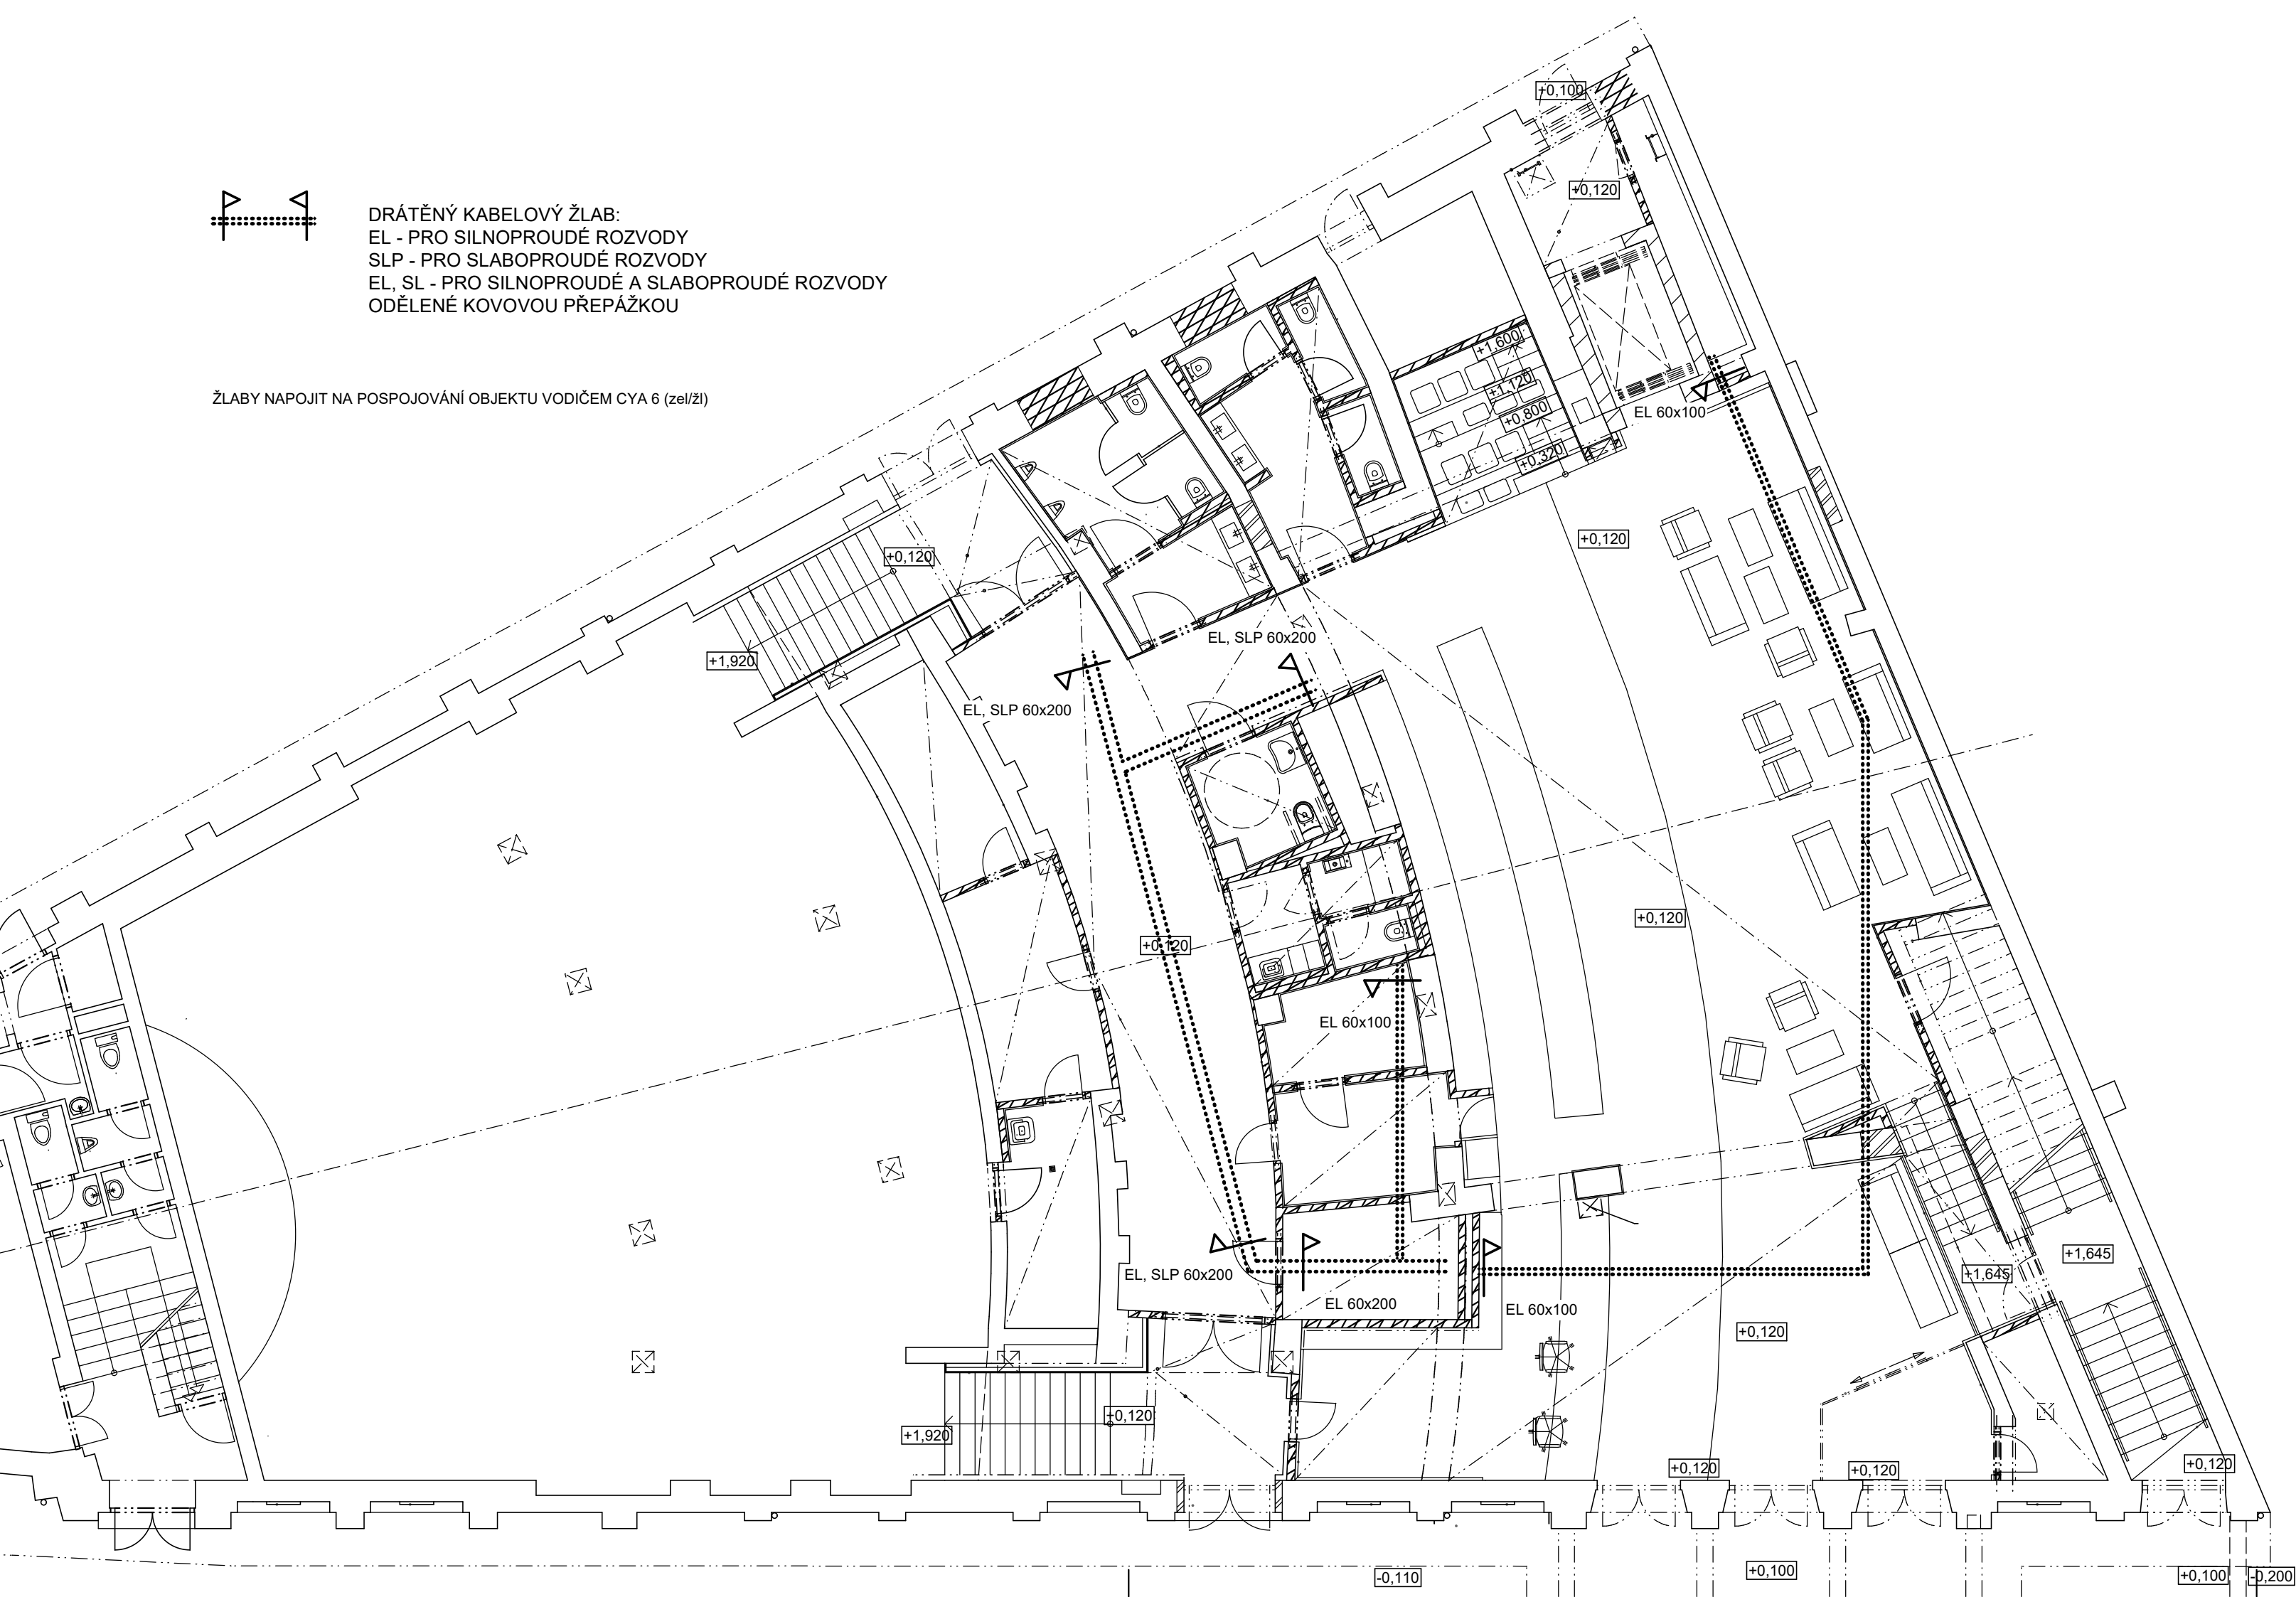 +0,100
+0,120
DRÁTĚNÝ KABELOVÝ ŽLAB:
EL - PRO SILNOPROUDÉ ROZVODY
SLP - PRO SLABOPROUDÉ ROZVODY
EL, SL - PRO SILNOPROUDÉ A SLABOPROUDÉ ROZVODY
ODĚLENÉ KOVOVOU PŘEPÁŽKOU
ŽLABY NAPOJIT NA POSPOJOVÁNÍ OBJEKTU VODIČEM CYA 6 (zel/žl)
+1,600
+1,120
+0,800
+0,320
EL 60x100
+0,120
+0,120
+1,920
EL, SLP 60x200
EL, SLP 60x200
+0,120
+0,120
EL 60x100
EL, SLP 60x200
EL 60x200
EL 60x100
+1,645
+1,645
+0,120
+0,120
+1,920
+0,120
+0,120
+0,120
-0,110
+0,100
+0,100
-0,200